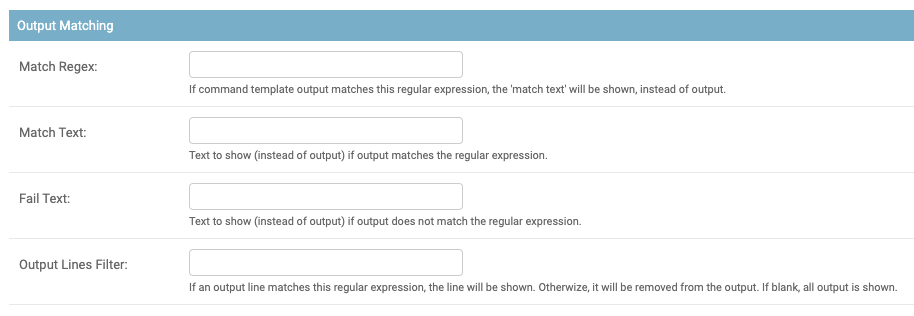 Output Matching
Match Regex:
If command template output matches this regular expression, the 'match text' will be shown, instead of output.
Match Text:
Text to show (instead of output) if output matches the regular expression.
Fail Text:
Text to show (instead of output) if output does not match the regular expression.
Output Lines Filter:
If an output line matches this regular expression, the line will be shown. Otherwize, it will be removed from the output. If blank, all output is shown.